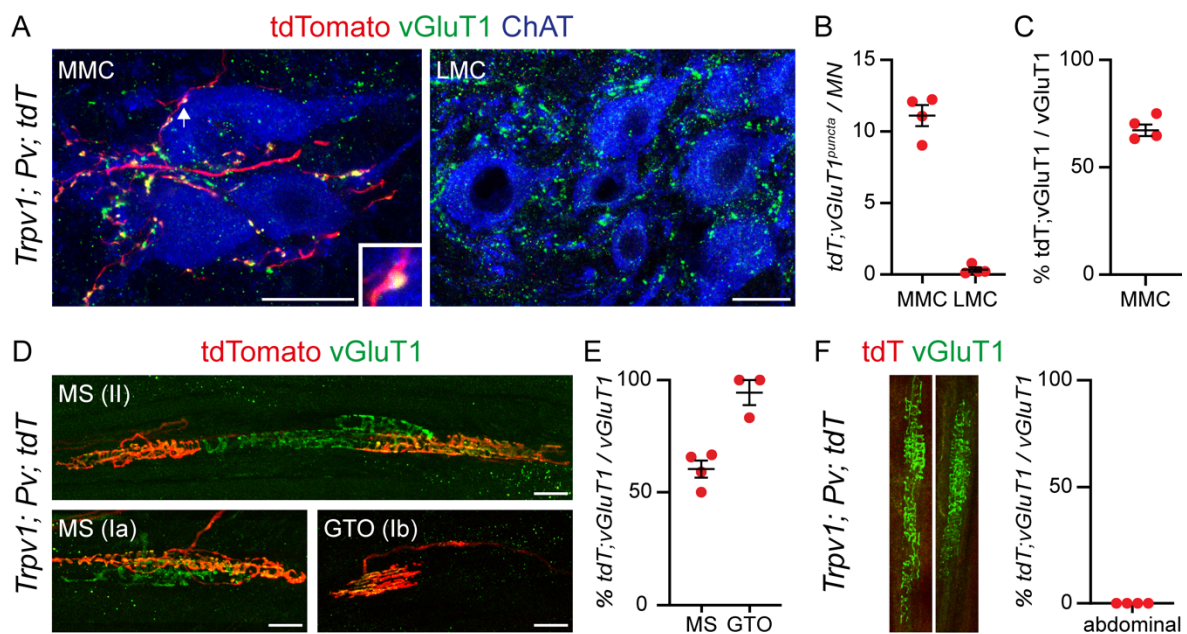 A
tdTomato vGluT1 ChAT
Trpv1; Pv; tdT
MMC
LMC
B
tdT;vGluT1puncta / MN
15
10
5
0
MMC LMC
C
% tdT;vGluT1 / vGluT1
100
50
0
MMC
D
tdTomato vGluT1
Trpv1; Pv; tdT
MS (II)
MS (Ia)
GTO (Ib)
E
% tdT;vGluT1 / vGluT1
100
50
0
MS GTO
F
tdT vGluT1
Trpv1; Pv; tdT
% tdT;vGluT1 / vGluT1
100
50
0
abdominal